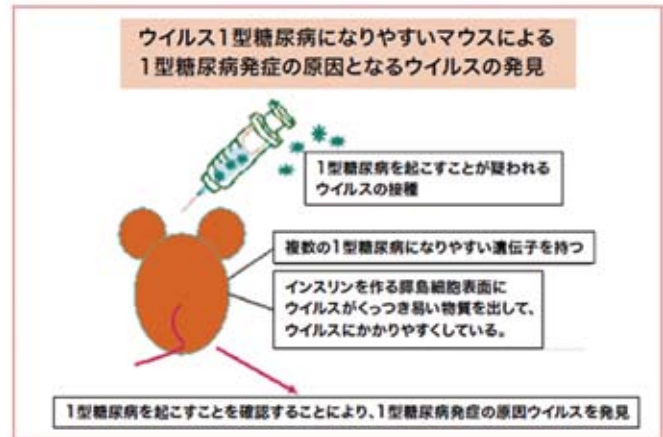 ウイルス1型糖尿病になりやすいマウスによる
1型糖尿病発症の原因となるウイルスの発見
1型糖尿病を起こすことが疑われる
ウイルスの接種
複数の1型糖尿病になりやすい遺伝子を持つ
インスリンを作る膵島細胞表面に
ウイルスがくっつき易い物質を出して、
ウイルスにかかりやすくしている。
1型糖尿病を起こすことを確認することにより、1型糖尿病発症の原因ウイルスを発見